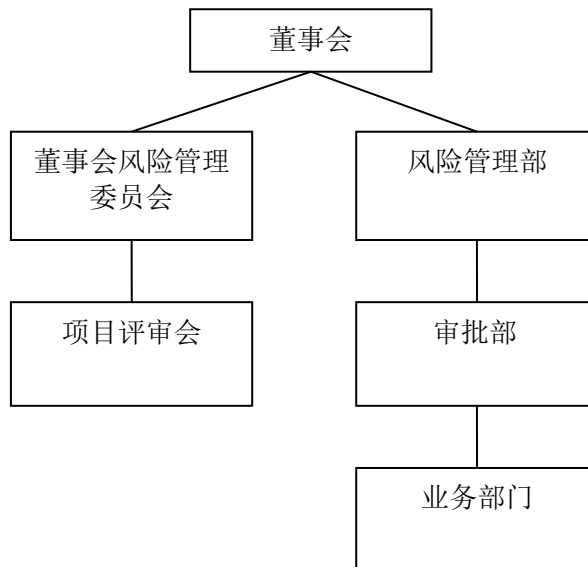 董事会
董事会风险管理
委员会
风险管理部
项目评审会
审批部
业务部门